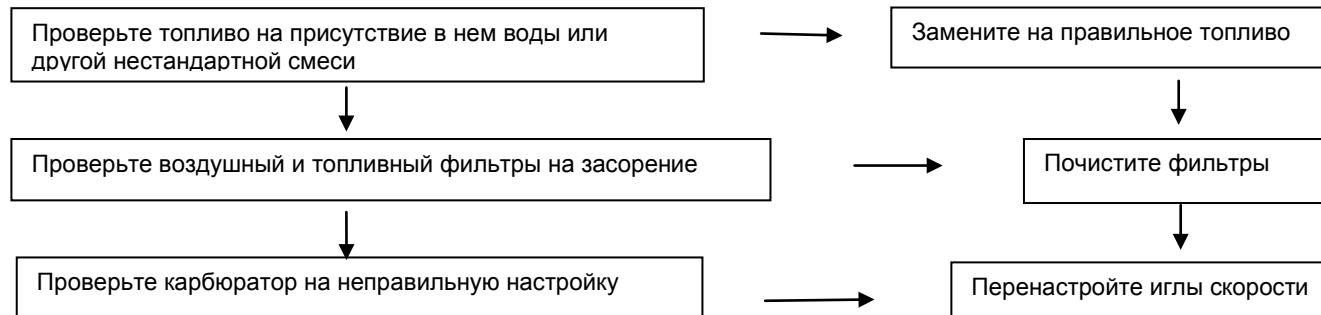 Проверьте топливо на присутствие в нем воды или
другой нестандартной смеси
Замените на правильное топливо
Проверьте воздушный и топливный фильтры на засорение
Почистите фильтры
Проверьте карбюратор на неправильную настройку
Перенастройте иглы скорости